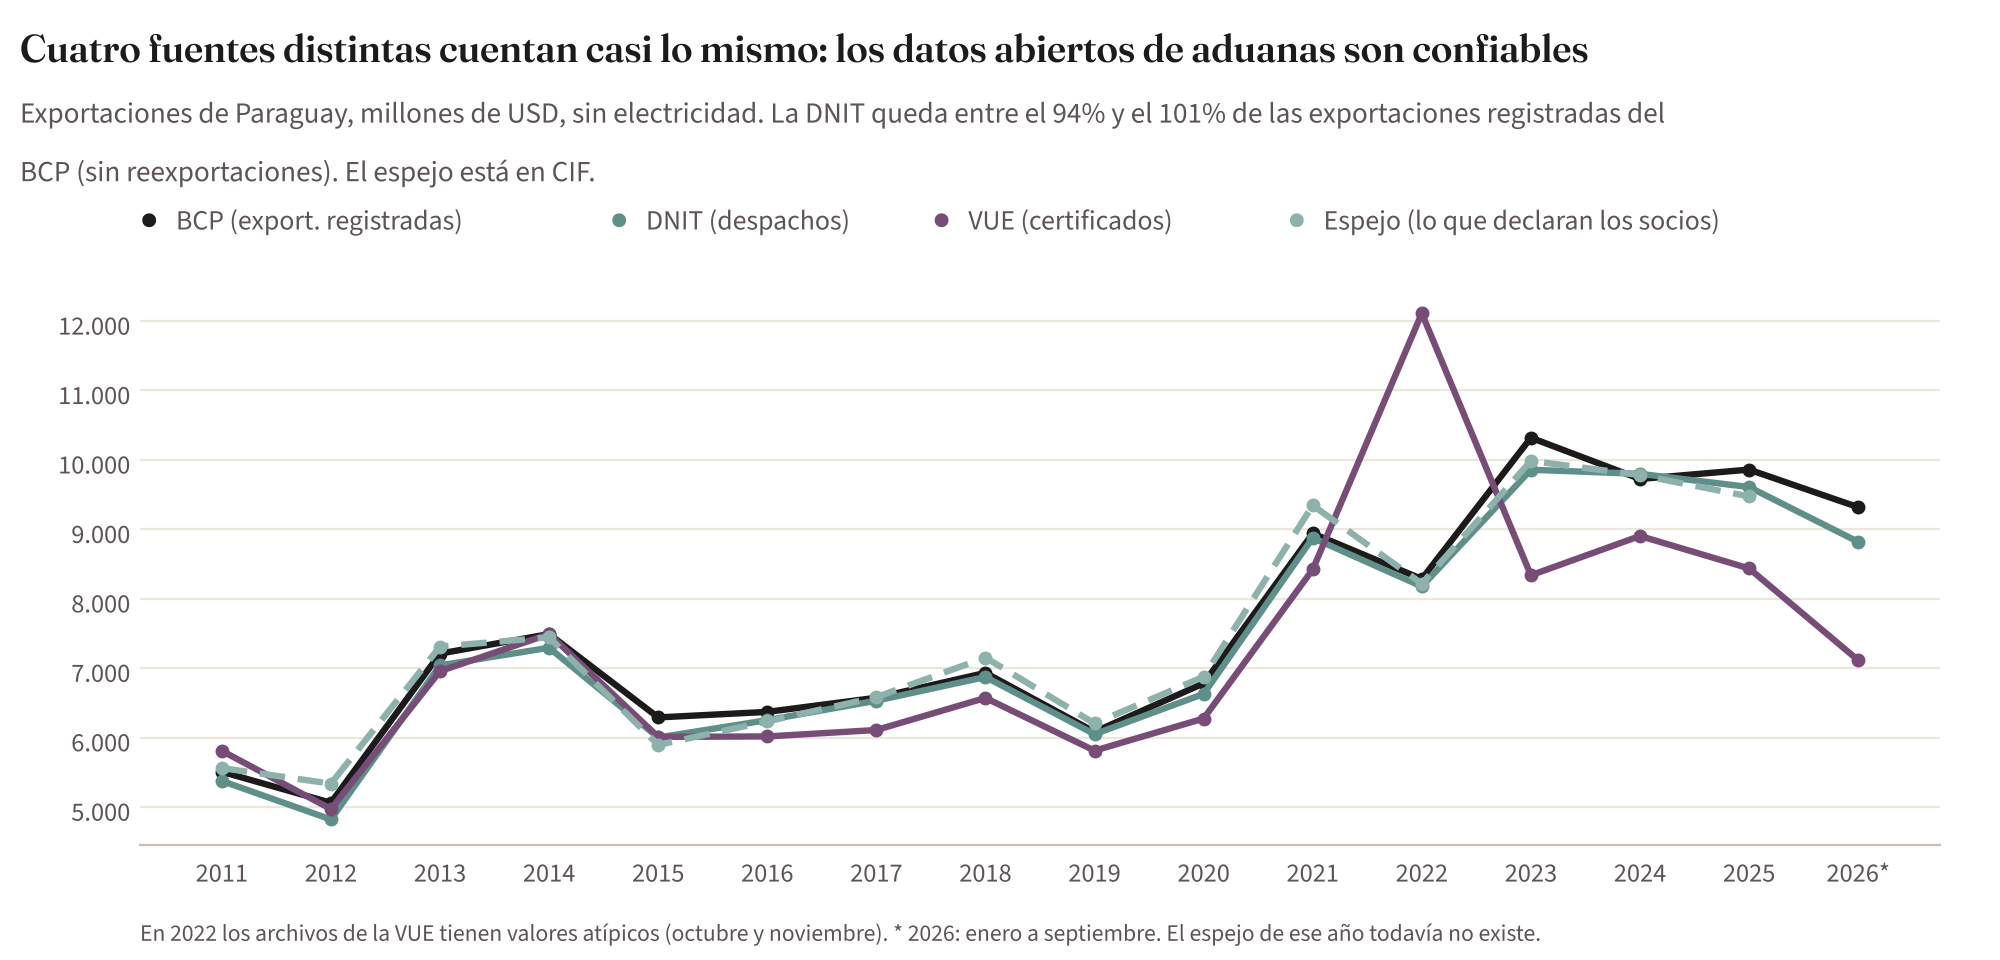 Cuatro fuentes distintas cuentan casi lo mismo: los datos abiertos de aduanas son confiables
Exportaciones de Paraguay, millones de USD, sin electricidad. La DNIT queda entre el 94% y el 101% de las exportaciones registradas del
BCP (sin reexportaciones). El espejo está en CIF.
BCP (export. registradas)
DNIT (despachos)
VUE (certificados)
Espejo (lo que declaran los socios)
12.000
11.000
10.000
9.000
8.000
7.000
6.000
5.000
2011 2012 2013 2014 2015 2016 2017 2018 2019 2020 2021 2022 2023 2024 2025 2026*
En 2022 los archivos de la VUE tienen valores atípicos (octubre y noviembre). * 2026: enero a septiembre. El espejo de ese año todavía no existe.